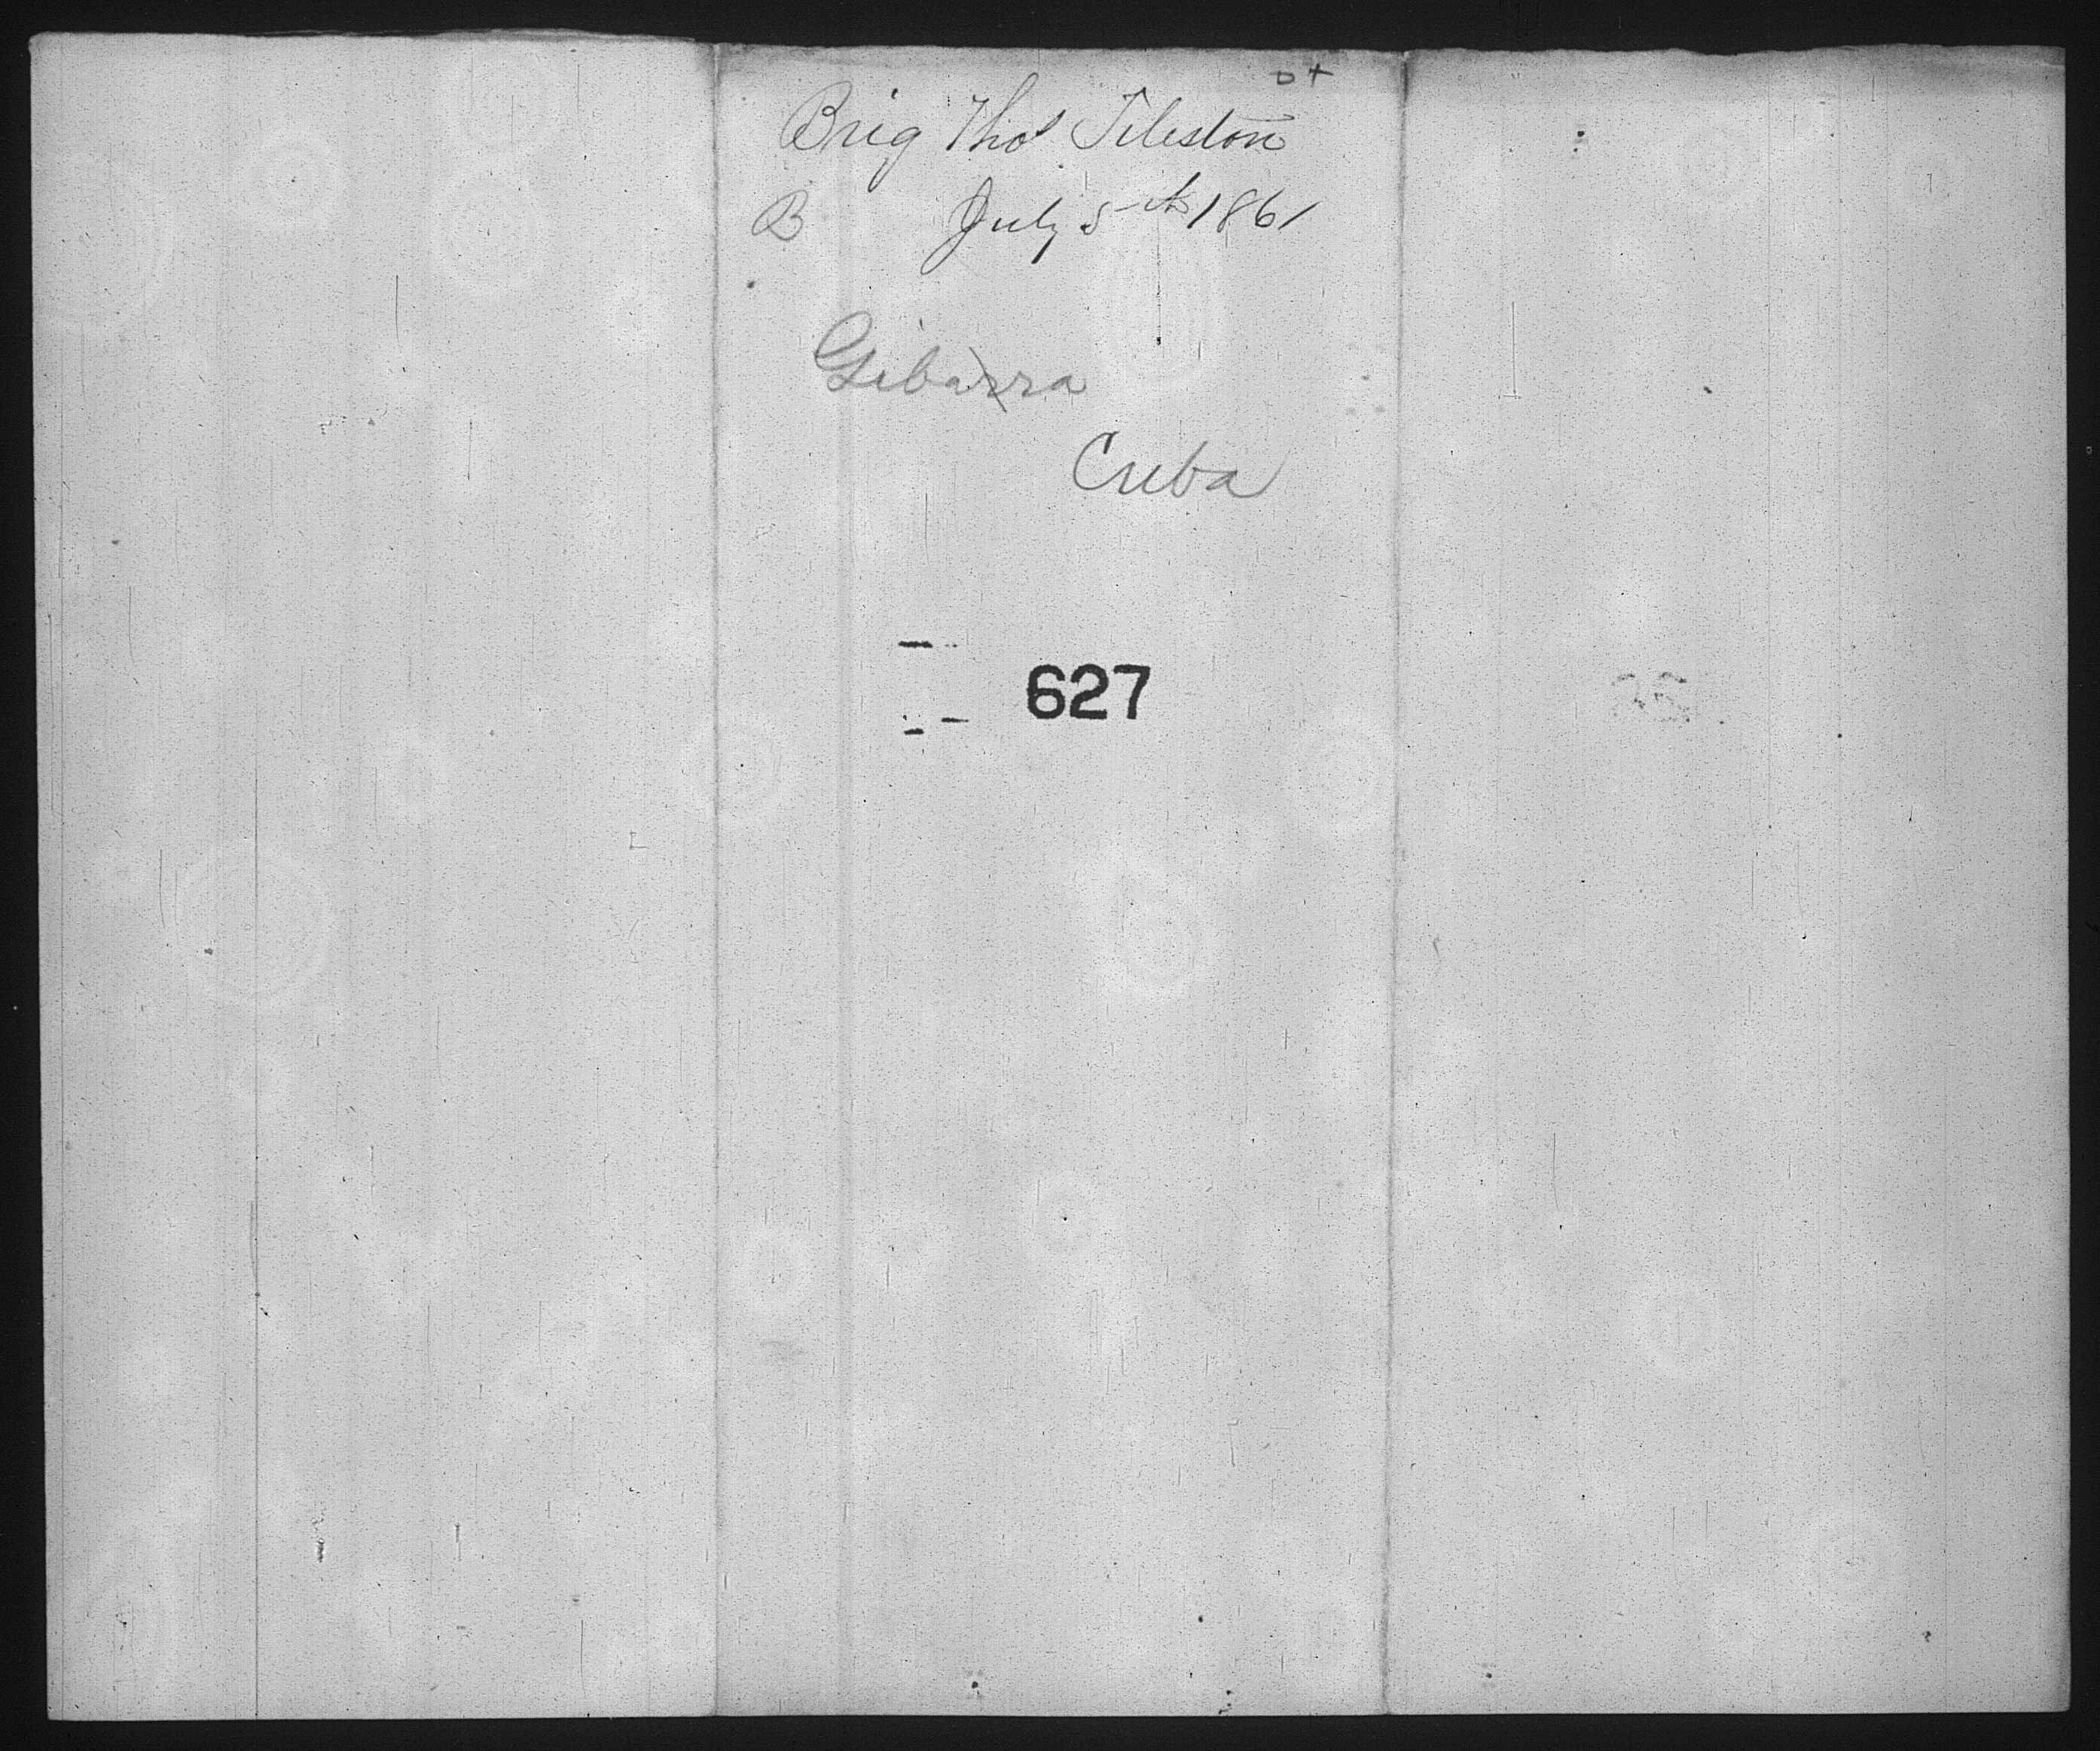 Brig Thos Tileston
B July 5th 1861
Gibarra
Cuba
627